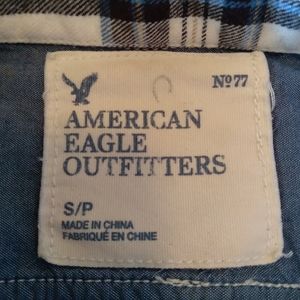 Nº77
AMERICAN
EAGLE
OUTFITTERS
S/P
MADE IN CHINA
FABRIQUÉ EN CHINE